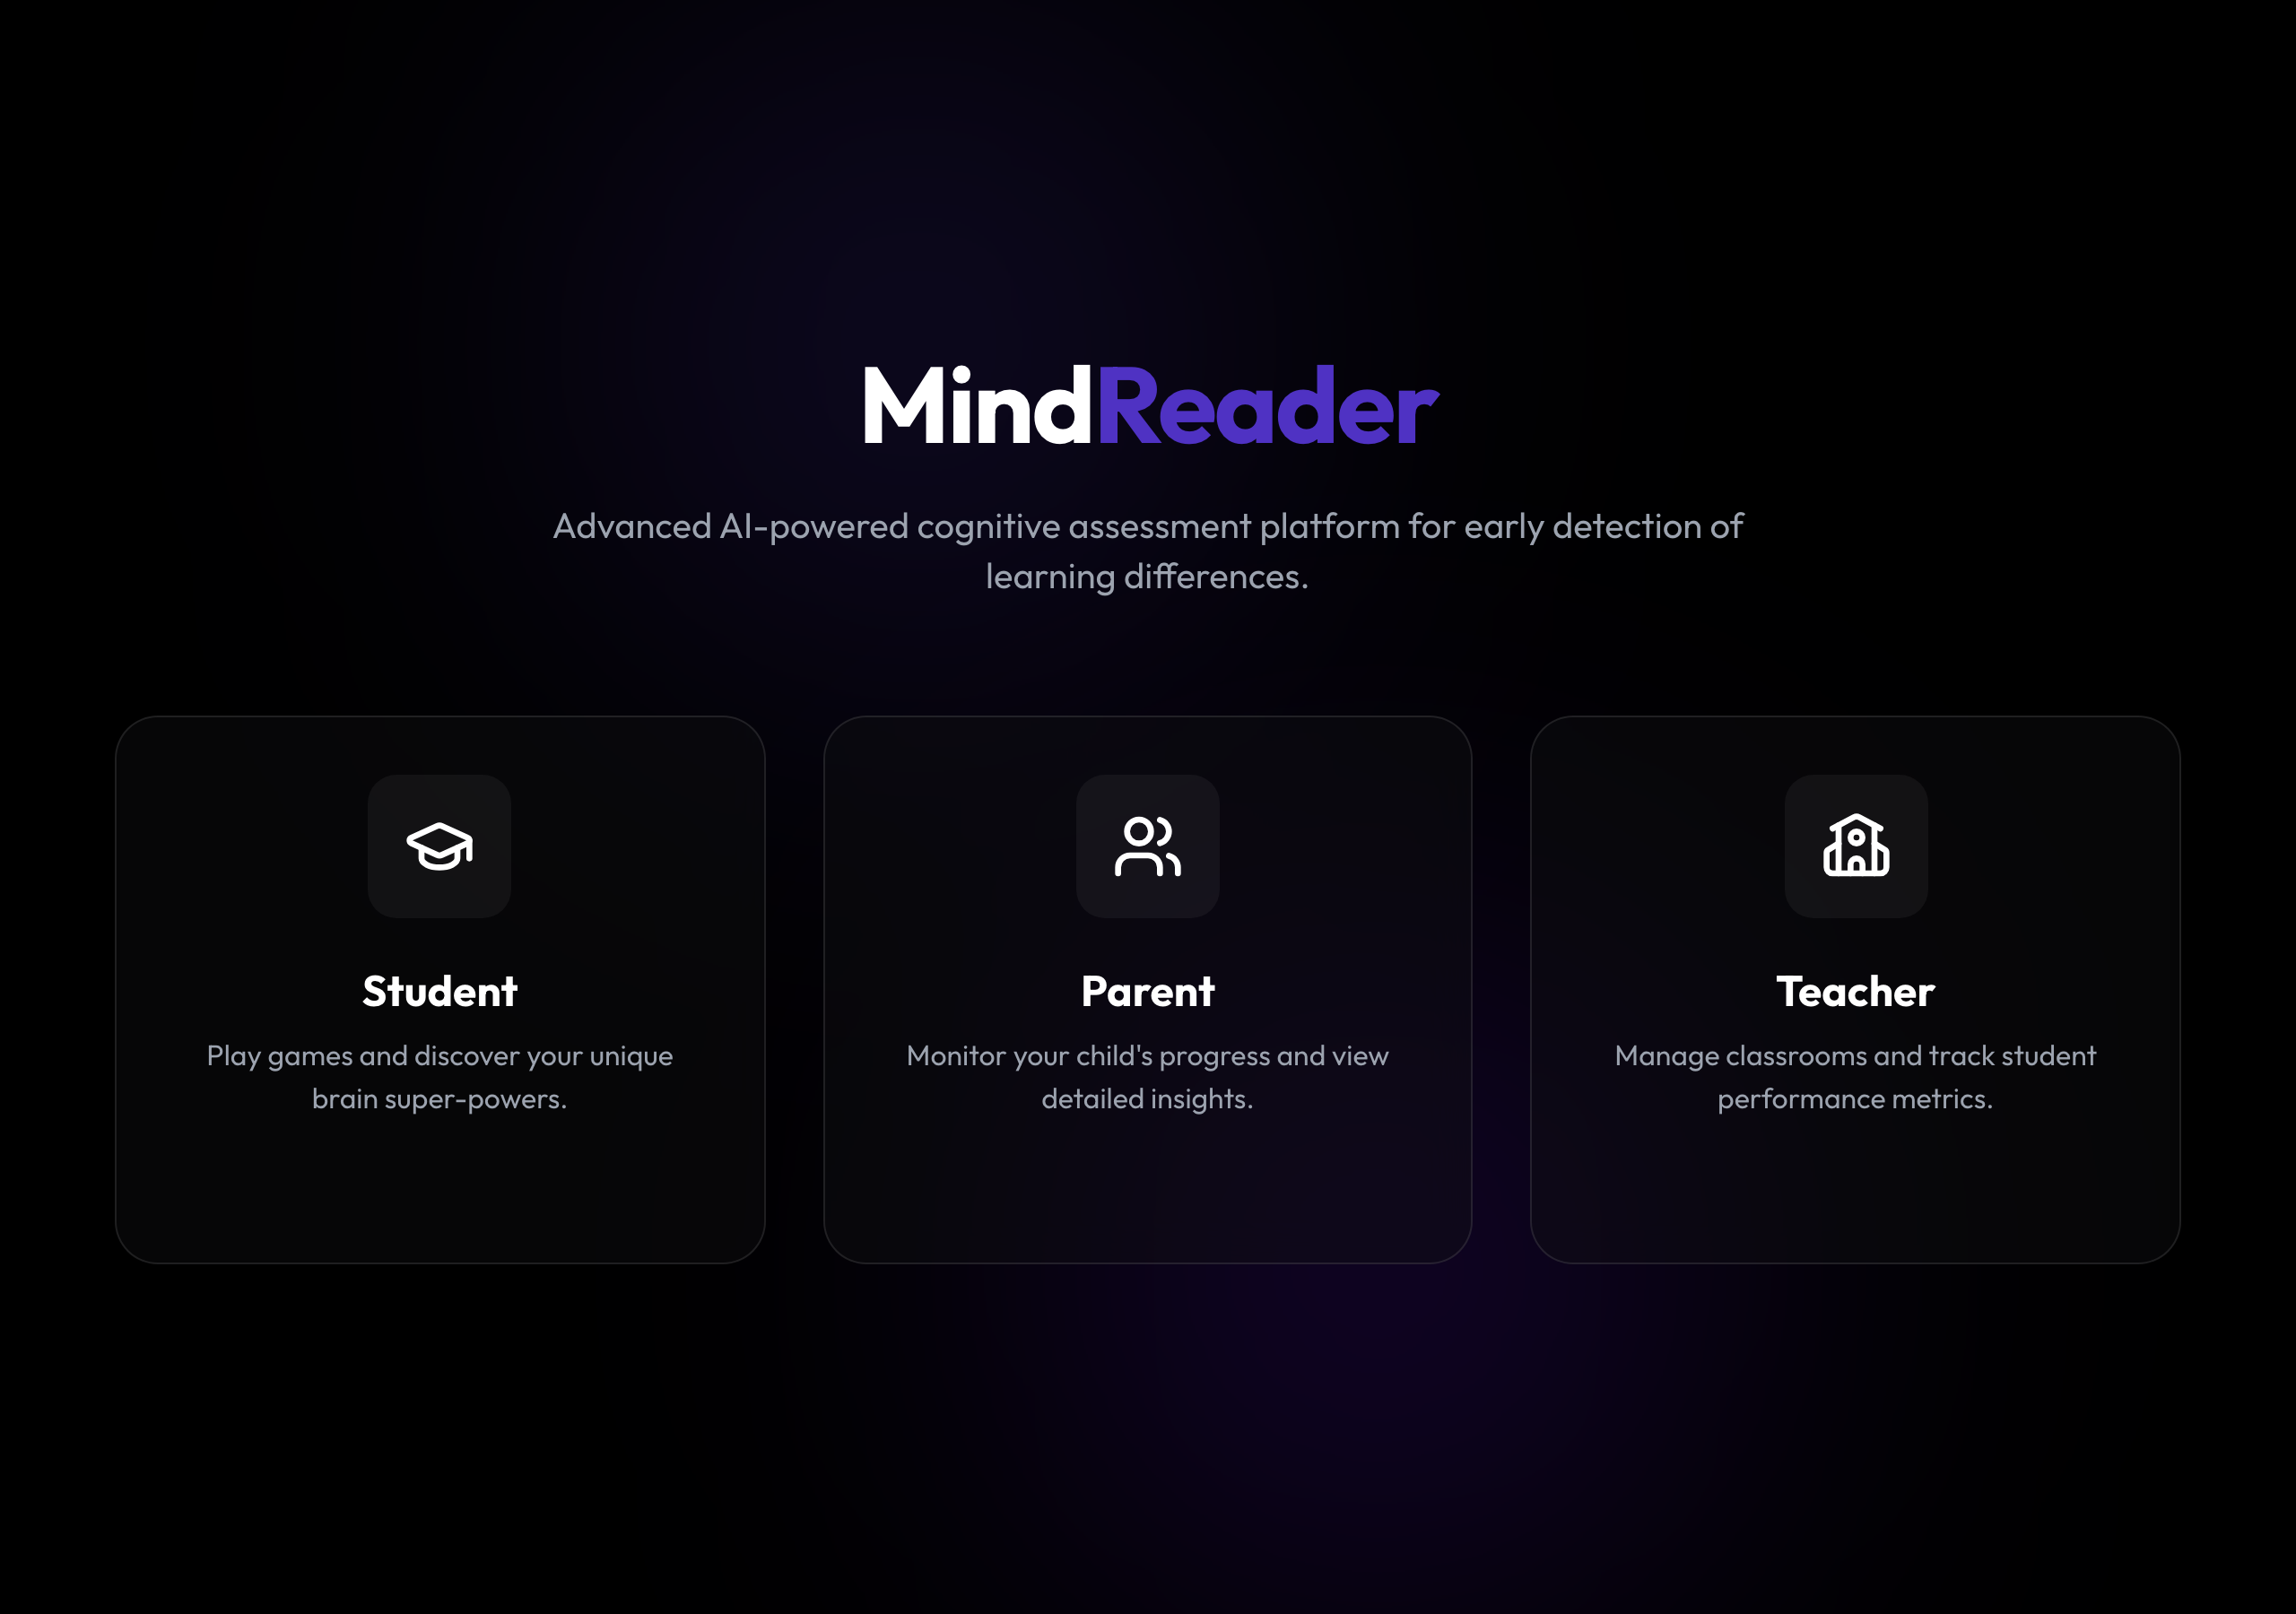 MindReader
Advanced AI-powered cognitive assessment platform for early detection of
learning differences.
Student
Play games and discover your unique
brain super-powers.
Parent
Monitor your child's progress and view
detailed insights.
Teacher
Manage classrooms and track student
performance metrics.